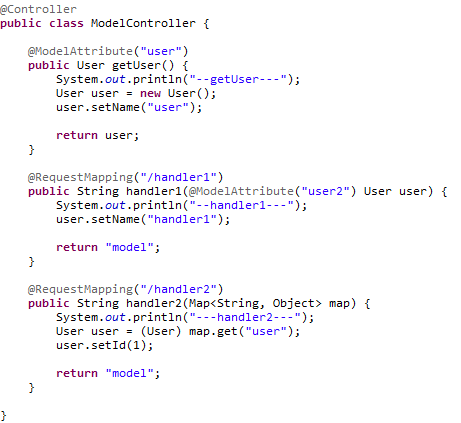 @Controller
public class ModelController {
@ModelAttribute("user")
public User getUser() {
System.out.println("--getUser---");
User user = new User();
user.setName("user");
return user;
}
@RequestMapping("/handler1")
public String handler1(@ModelAttribute("user2") User user) {
System.out.println("--handler1---");
user.setName("handler1");
return "model";
}
@RequestMapping("/handler2")
public String handler2(Map<String, Object> map) {
System.out.println("---handler2---");
User user = (User) map.get("user");
user.setId(1);
return "model";
}
}